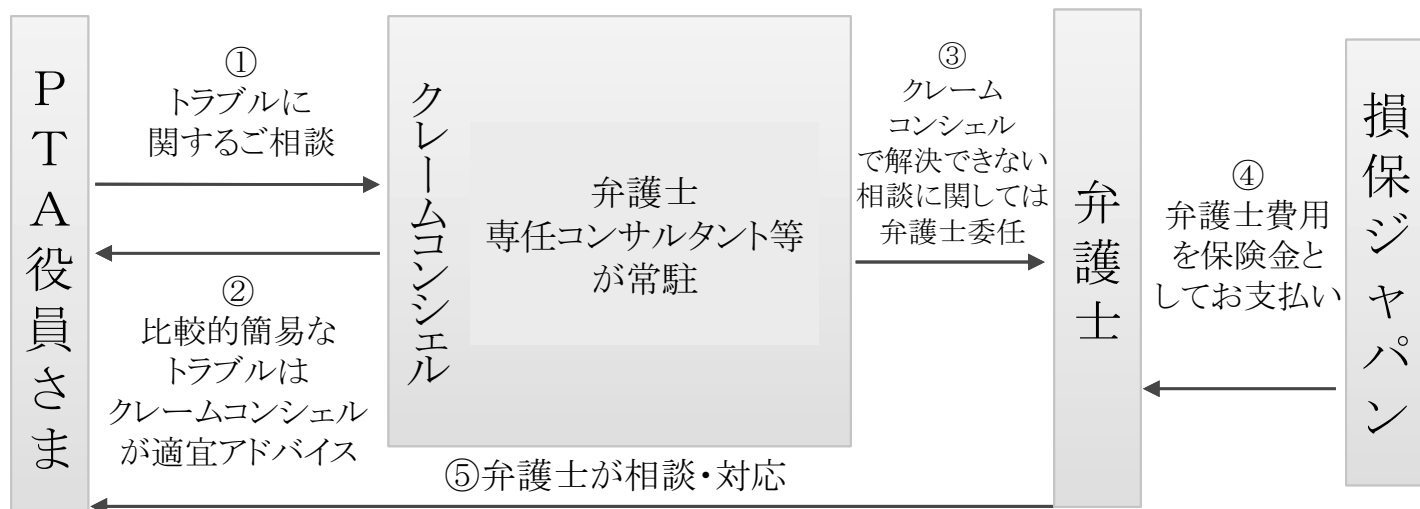 PTA役員さま
①
トラブルに
関するご相談
②
比較的簡易な
トラブルは
クレームコンシェル
が適宜アドバイス
クレームコンシェル
弁護士
専任コンサルタント等
が常駐
③
クレーム
コンシェル
で解決できない
相談に関しては
弁護士委任
弁護士
④
弁護士費用
を保険金と
してお支払い
損保ジャパン
⑤弁護士が相談・対応